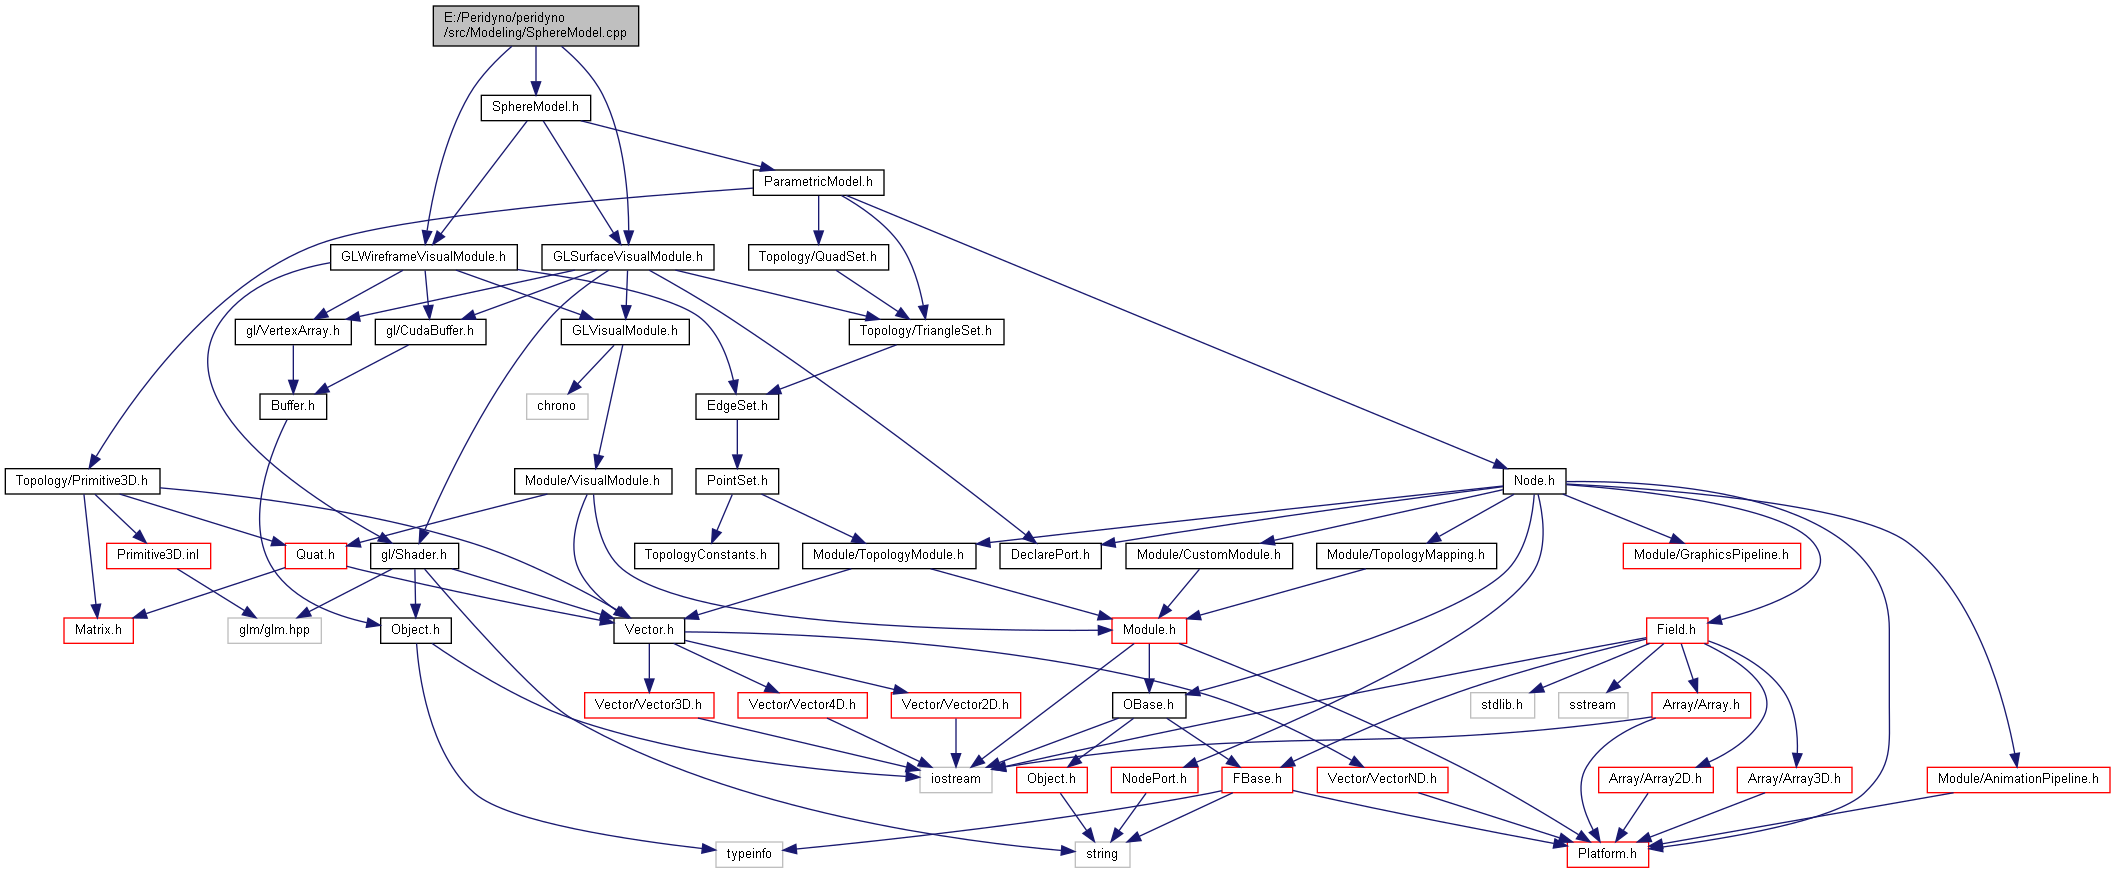 E:/Peridyno/peridyno
/src/Modeling/SphereModel.cpp
SphereModel.h
ParametricModel.h
GLWireframeVisualModule.h
GLSurfaceVisualModule.h
Topology/QuadSet.h
gl/VertexArray.h
gl/CudaBuffer.h
GLVisualModule.h
Topology/TriangleSet.h
Buffer.h
chrono
EdgeSet.h
Topology/Primitive3D.h
Module/VisualModule.h
PointSet.h
Node.h
Primitive3D.inl
Quat.h
gl/Shader.h
TopologyConstants.h
Module/TopologyModule.h
DeclarePort.h
Module/CustomModule.h
Module/TopologyMapping.h
Module/GraphicsPipeline.h
Matrix.h
glm/glm.hpp
Object.h
Vector.h
Module.h
Field.h
Vector/Vector3D.h
Vector/Vector4D.h
Vector/Vector2D.h
OBase.h
stdlib.h
sstream
Array/Array.h
iostream
Object.h
NodePort.h
FBase.h
Vector/VectorND.h
Array/Array2D.h
Array/Array3D.h
Module/AnimationPipeline.h
typeinfo
string
Platform.h